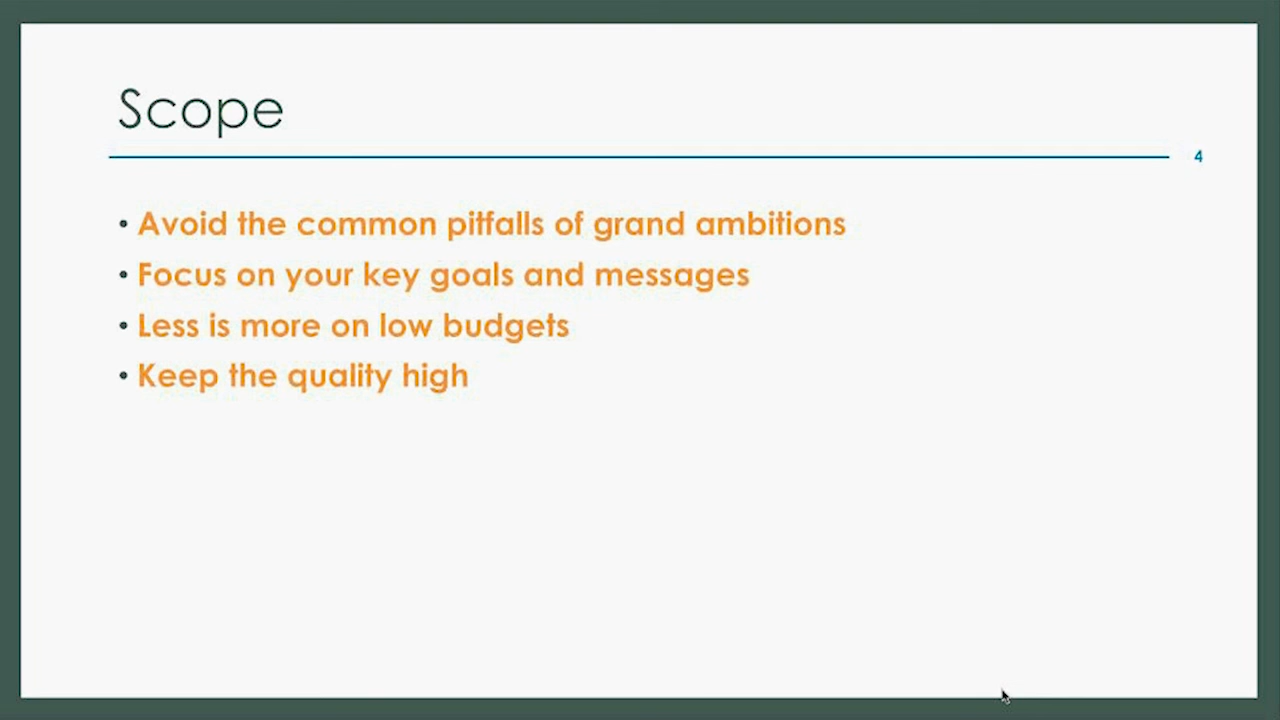 Scope
4
• Avoid the common pitfalls of grand ambitions
• Focus on your key goals and messages
• Less is more on low budgets
• Keep the quality high